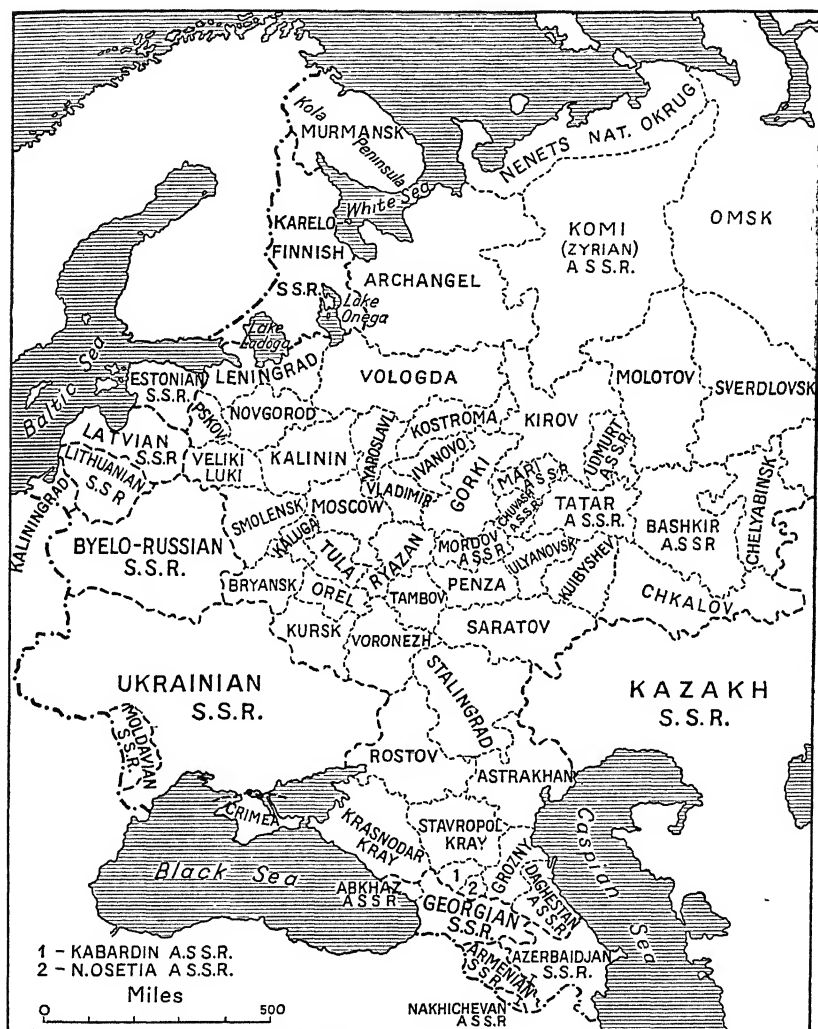 Kola
MURMANSK
Peninsula
NENETS NAT. OKRUG
White Sea
KARELO
FINNISH
S.S.R.
KOMI
(ZYRIAN)
A S S.R.
OMSK
ARCHANGEL
Lake
Onega
Lake
Ladoga
Baltic Sea
ESTONIAN
S.S.R.
LENINGRAD
VOLOGDA
MOLOTOV
SVERDLOVSK
PSKOV
NOVGOROD
YAROSLAVL
KOSTROMA
KIROV
UDMURT
A S S.R.
LATVIAN
S.S.R
LITHUANIAN
S S R
VELIKI
LUKI
KALININ
IVANOVO
GORKI
MARI
A S S R
CHUVASH
A S S.R.
TATAR
A S S.R.
BASHKIR
A.S S R
CHELYABINSK
KALININGRAD
SMOLENSK
MOSCOW
VLADIMIR
BYELO-RUSSIAN
S.S.R.
KALUGA
TULA
RYAZAN
MORDOV
A S S R
ULYANOVSK
KUIBYSHEV
BRYANSK
OREL
TAMBOV
PENZA
CHKALOV
KURSK
VORONEZH
SARATOV
UKRAINIAN
S.S.R.
STALINGRAD
KAZAKH
S.S.R.
MOLDAVIAN
S.S.R.
ROSTOV
ASTRAKHAN
CRIMEA
KRASNODAR
KRAY
STAVROPOL
KRAY
Caspian Sea
Black Sea
1
2
GROZNY
DAGHESTAN
A S S.R.
ABKHAZ
A S S R
GEORGIAN
S.S.R
ARMENIAN
S S R.
AZERBAIDJAN
S.S.R.
NAKHICHEVAN
A S S R
1 - KABARDIN A.S S.R.
2 - N.OSETIA A S S.R.
Miles
0 500